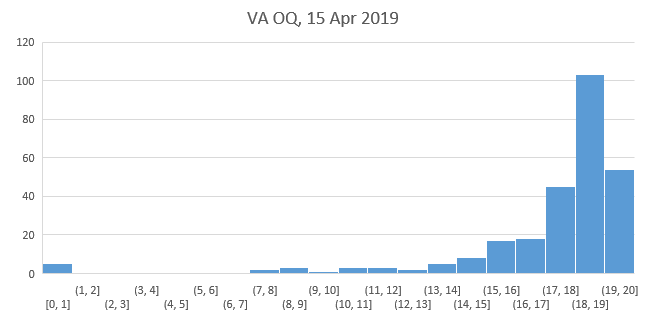 VA OQ, 15 Apr 2019
120
100
80
60
40
20
0
(1, 2] (3, 4] (5, 6] (7, 8] (9, 10] (11, 12] (13, 14] (15, 16] (17, 18] (19, 20]
[0, 1] (2, 3] (4, 5] (6, 7] (8, 9] (10, 11] (12, 13] (14, 15] (16, 17] (18, 19]